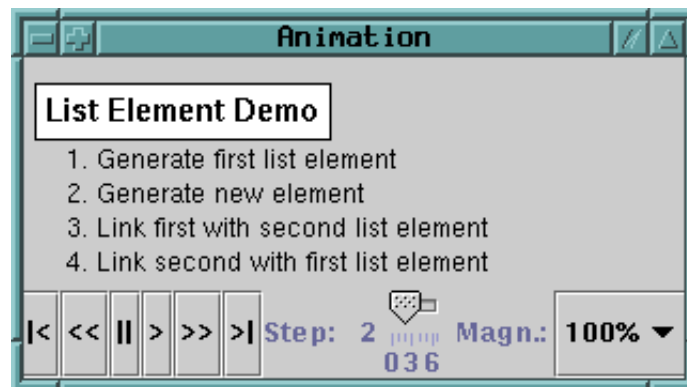 Animation
List Element Demo
1. Generate first list element
2. Generate new element
3. Link first with second list element
4. Link second with first list element
|< << || > >> >| Step: 2 Magn.: 100%
0 3 6